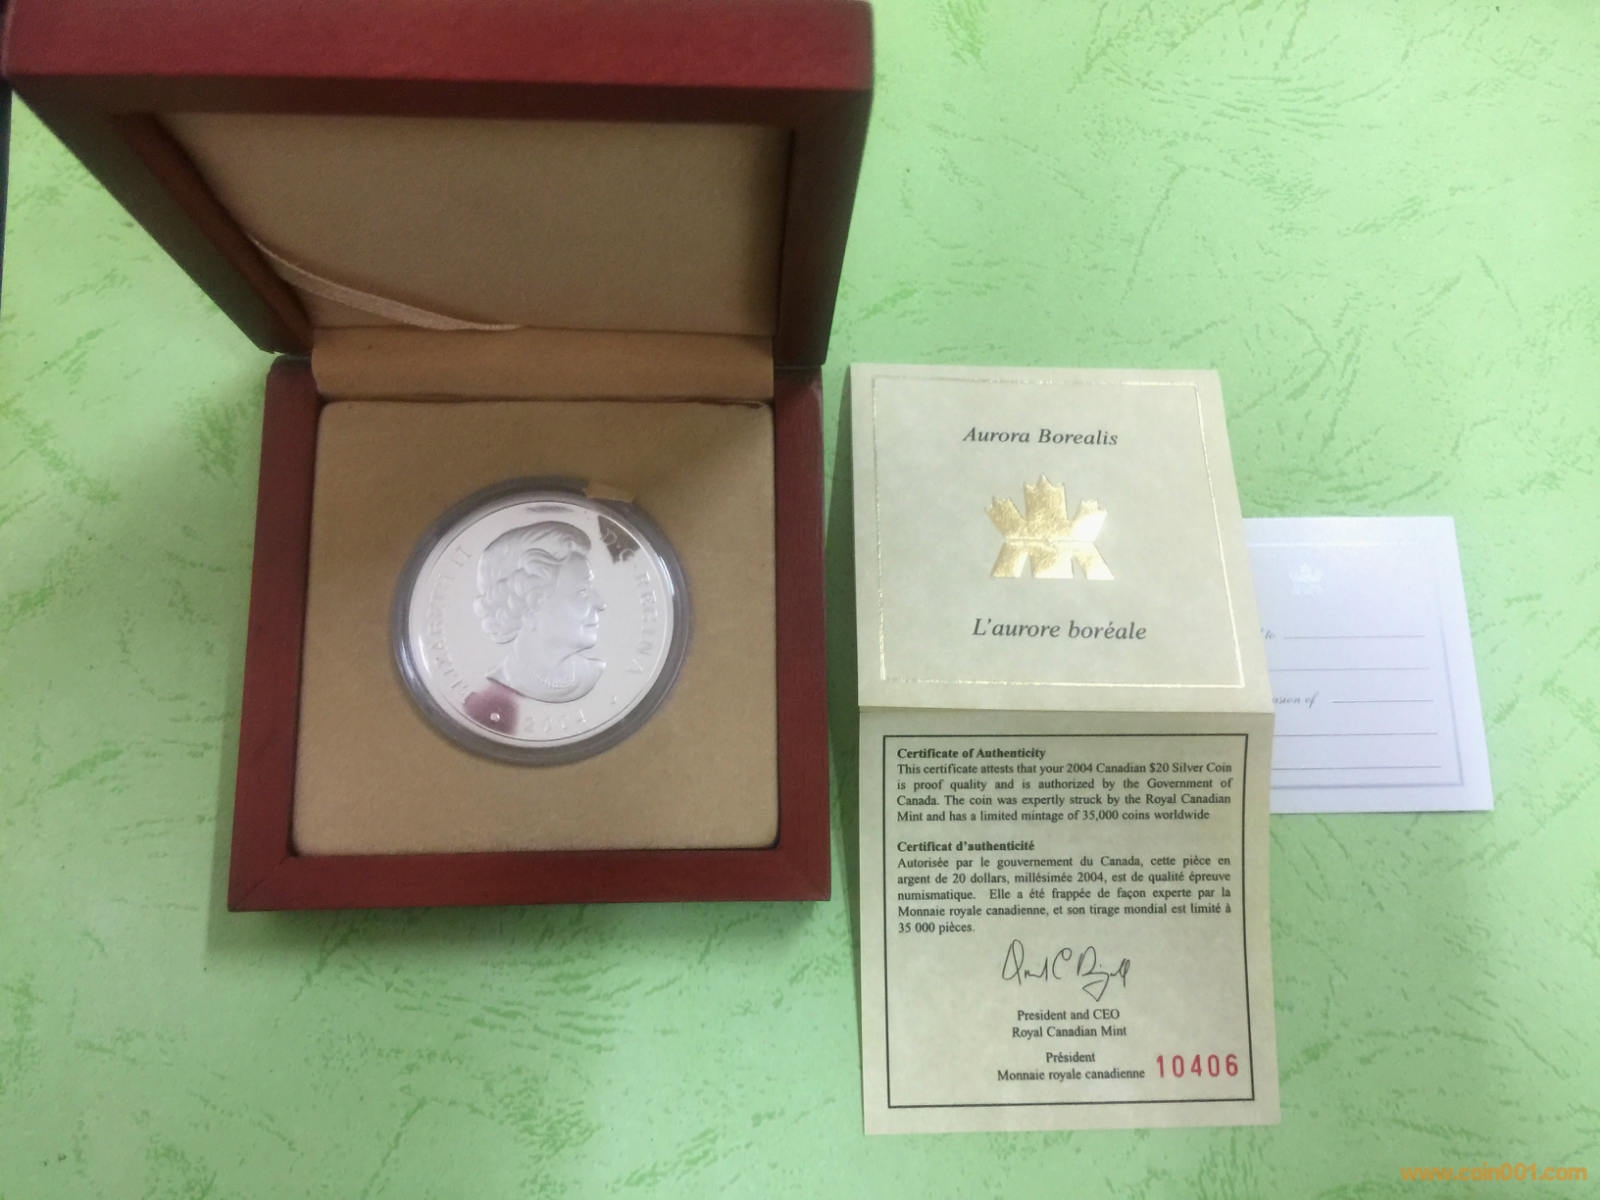 ELIZABETH II
D·G·REGINA
2004
Aurora Borealis
L'aurore boréale
Certificate of Authenticity
This certificate attests that your 2004 Canadian $20 Silver Coin
is proof quality and is authorized by the Government of
Canada. The coin was expertly struck by the Royal Canadian
Mint and has a limited mintage of 35,000 coins worldwide
Certificat d'authenticité
Autorisée par le gouvernement du Canada, cette pièce en
argent de 20 dollars, millésimée 2004, est de qualité épreuve
numismatique. Elle a été frappée de façon experte par la
Monnaie royale canadienne, et son tirage mondial est limité à
35 000 pièces.
President and CEO
Royal Canadian Mint
Président
Monnaie royale canadienne 10406
to
of
www.coin001.com